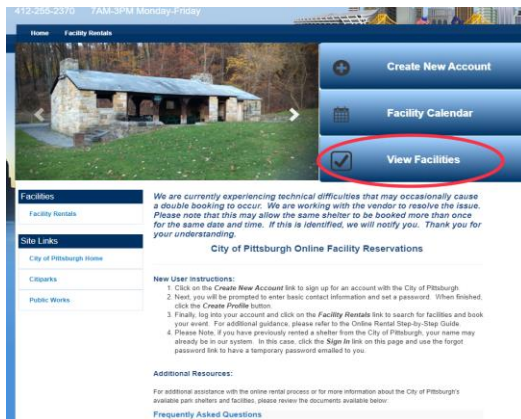 412-255-2370 7AM-3PM Monday-Friday
Home Facility Rentals
Create New Account
Facility Calendar
View Facilities
Facilities
Facility Rentals
Site Links
City of Pittsburgh Home
Citiparks
Public Works
We are currently experiencing technical difficulties that may occasionally cause
a double booking to occur. We are working with the vendor to resolve the issue.
Please note that this may allow the same shelter to be booked more than once
for the same date and time. If this is identified, we will notify you. Thank you for
your understanding.
City of Pittsburgh Online Facility Reservations
New User Instructions:
1. Click on the Create New Account link to sign up for an account with the City of Pittsburgh
2. Next, you will be prompted to enter basic contact information and set a password. When finished,
click the Create Profile button.
3. Finally, log into your account and click on the Facility Rentals link to search for facilities and book
your event. For additional guidance, please refer to the Online Rental Step-by-Step Guide.
4. Please Note, if you have previously rented a shelter from the City of Pittsburgh, your name may
already be in our system. In this case, click the Sign In link on this page and use the forgot
password link to have a temporary password emailed to you.
Additional Resources:
For additional assistance with the online rental process or for more information about the City of Pittsburgh's
available park shelters and facilities, please review the documents available below:
Frequently Asked Questions